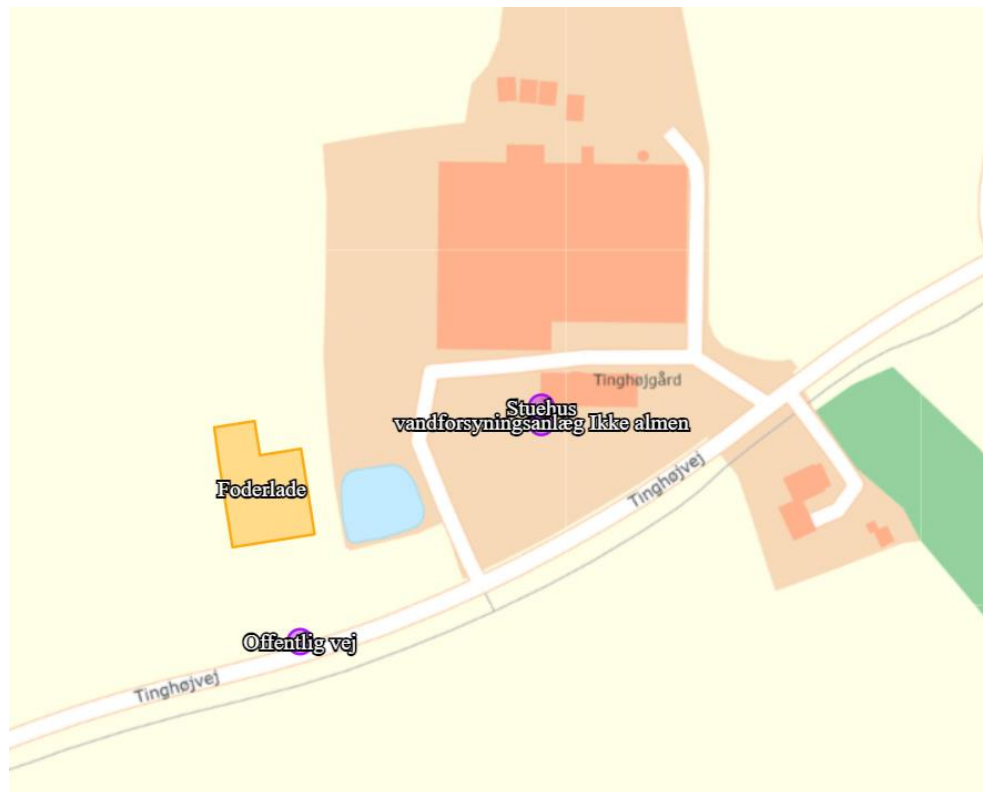 Tinghøjgård
Stuehus
vandforsyningsanlæg Ikke almen
Tinghøjvej
Foderlade
Offentlig vej
Tinghøjvej